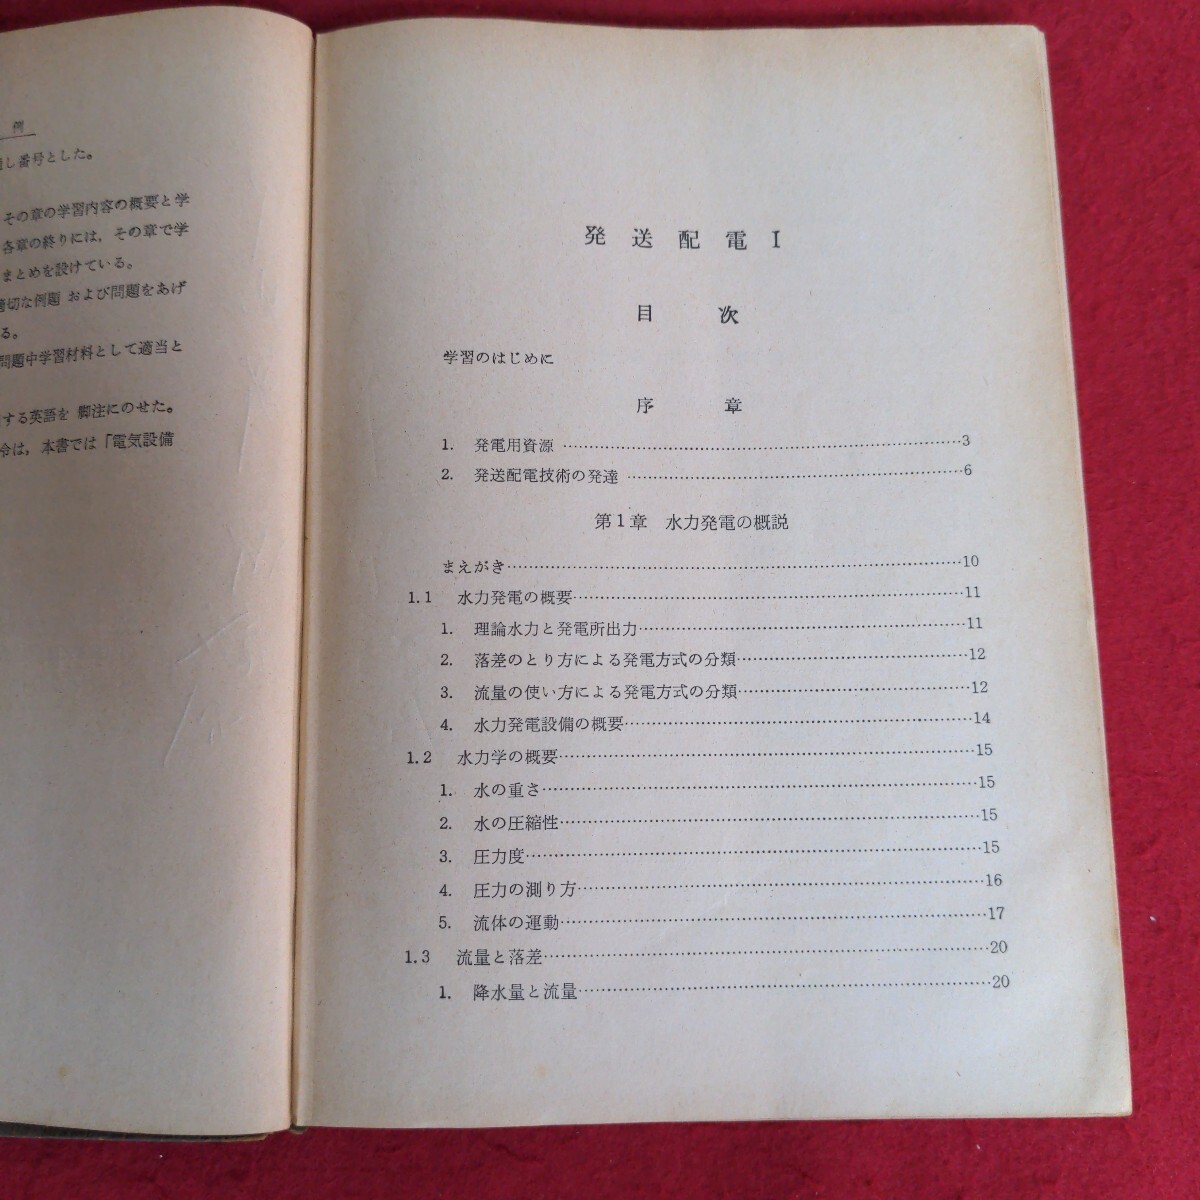 例
し番号とした。
その章の学習内容の概要と学
各章の終りには，その章で学
まとめを設けている。
切な例題 および問題をあげ
る。
問題中学習材料として適当と
する英語を 脚注にのせた。
令は，本書では「電気設備
発送配電Ⅰ
目次
学習のはじめに
序章
1. 発電用資源 ……………………………………3
2. 発送配電技術の発達 ……………………………………6
第1章 水力発電の概説
まえがき……………………………………10
1.1 水力発電の概要……………………………………11
1. 理論水力と発電所出力……………………………………11
2. 落差のとり方による発電方式の分類……………………………………12
3. 流量の使い方による発電方式の分類……………………………………12
4. 水力発電設備の概要……………………………………14
1.2 水力学の概要……………………………………15
1. 水の重さ……………………………………15
2. 水の圧縮性……………………………………15
3. 圧力度……………………………………15
4. 圧力の測り方……………………………………16
5. 流体の運動……………………………………17
1.3 流量と落差……………………………………20
1. 降水量と流量……………………………………20